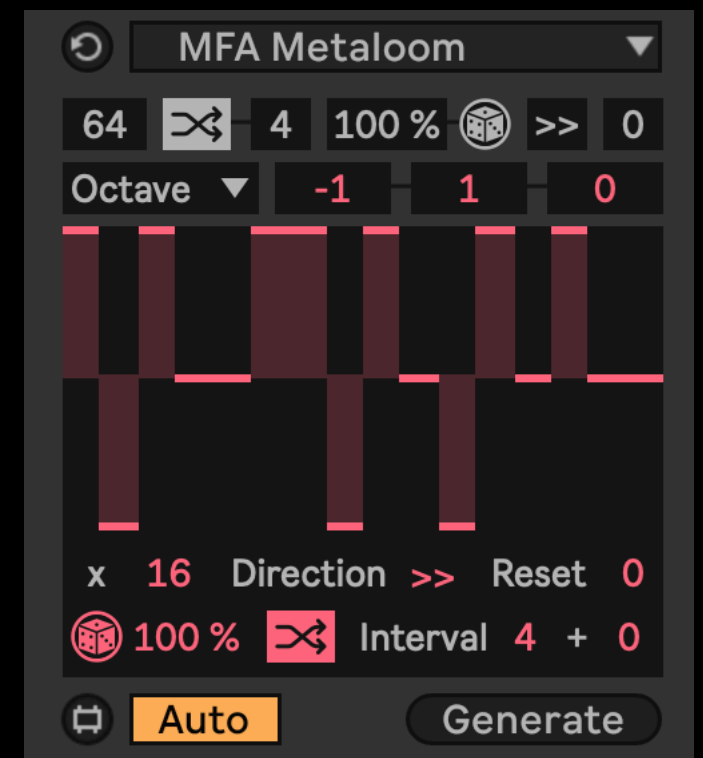 MFA Metaloom
64 4 100 % >> 0
Octave -1 1 0
x 16 Direction >> Reset 0
100 % Interval 4 + 0
Auto Generate